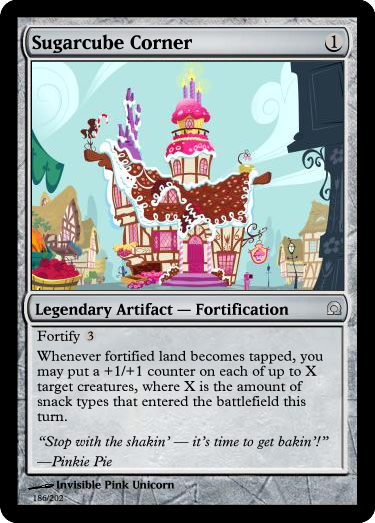 Sugarcube Corner 1
Legendary Artifact — Fortification
Fortify 3
Whenever fortified land becomes tapped, you
may put a +1/+1 counter on each of up to X
target creatures, where X is the amount of
snack types that entered the battlefield this
turn.
“Stop with the shakin’ — it’s time to get bakin’!”
—Pinkie Pie
Invisible Pink Unicorn
186/202